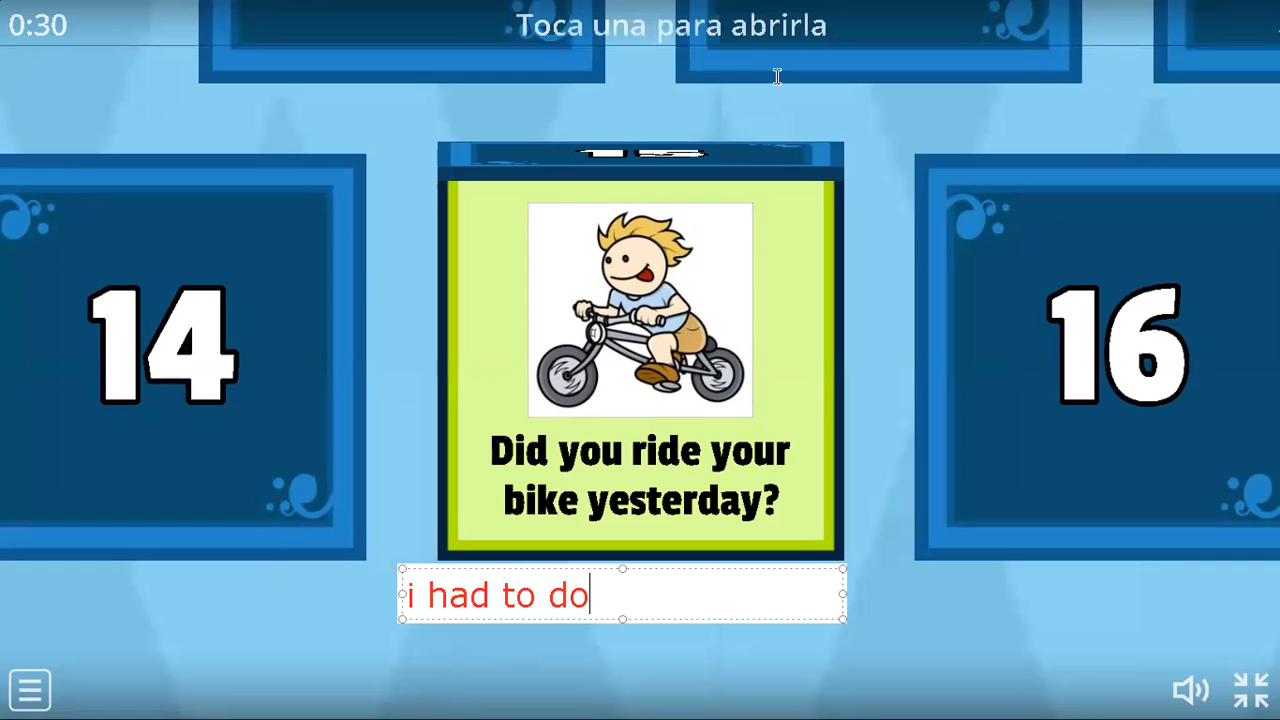 0:30
Toca una para abrirla
14
16
Did you ride your
bike yesterday?
i had to do